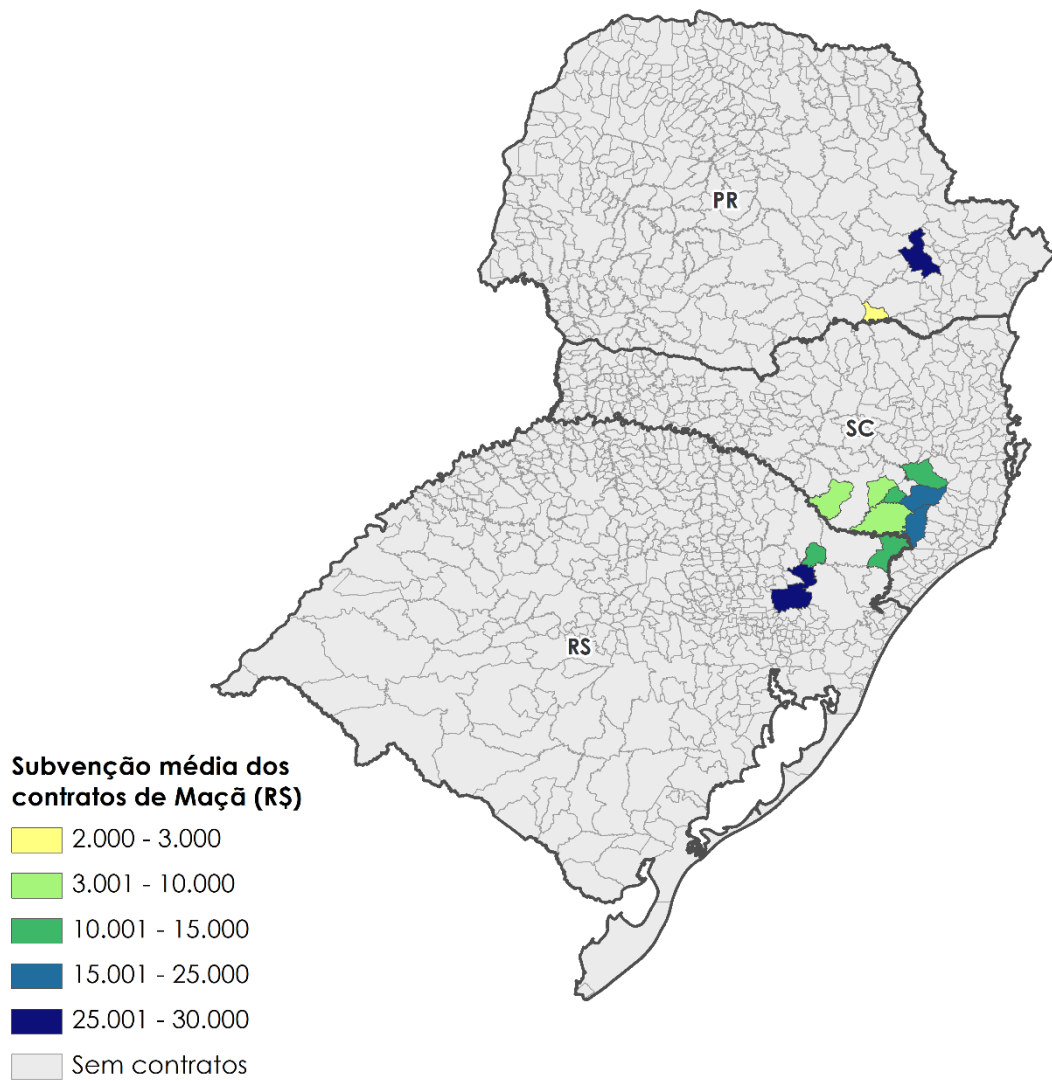 PR
SC
RS
Subvenção média dos
contratos de Maçã (R$)
2.000 - 3.000
3.001 - 10.000
10.001 - 15.000
15.001 - 25.000
25.001 - 30.000
Sem contratos